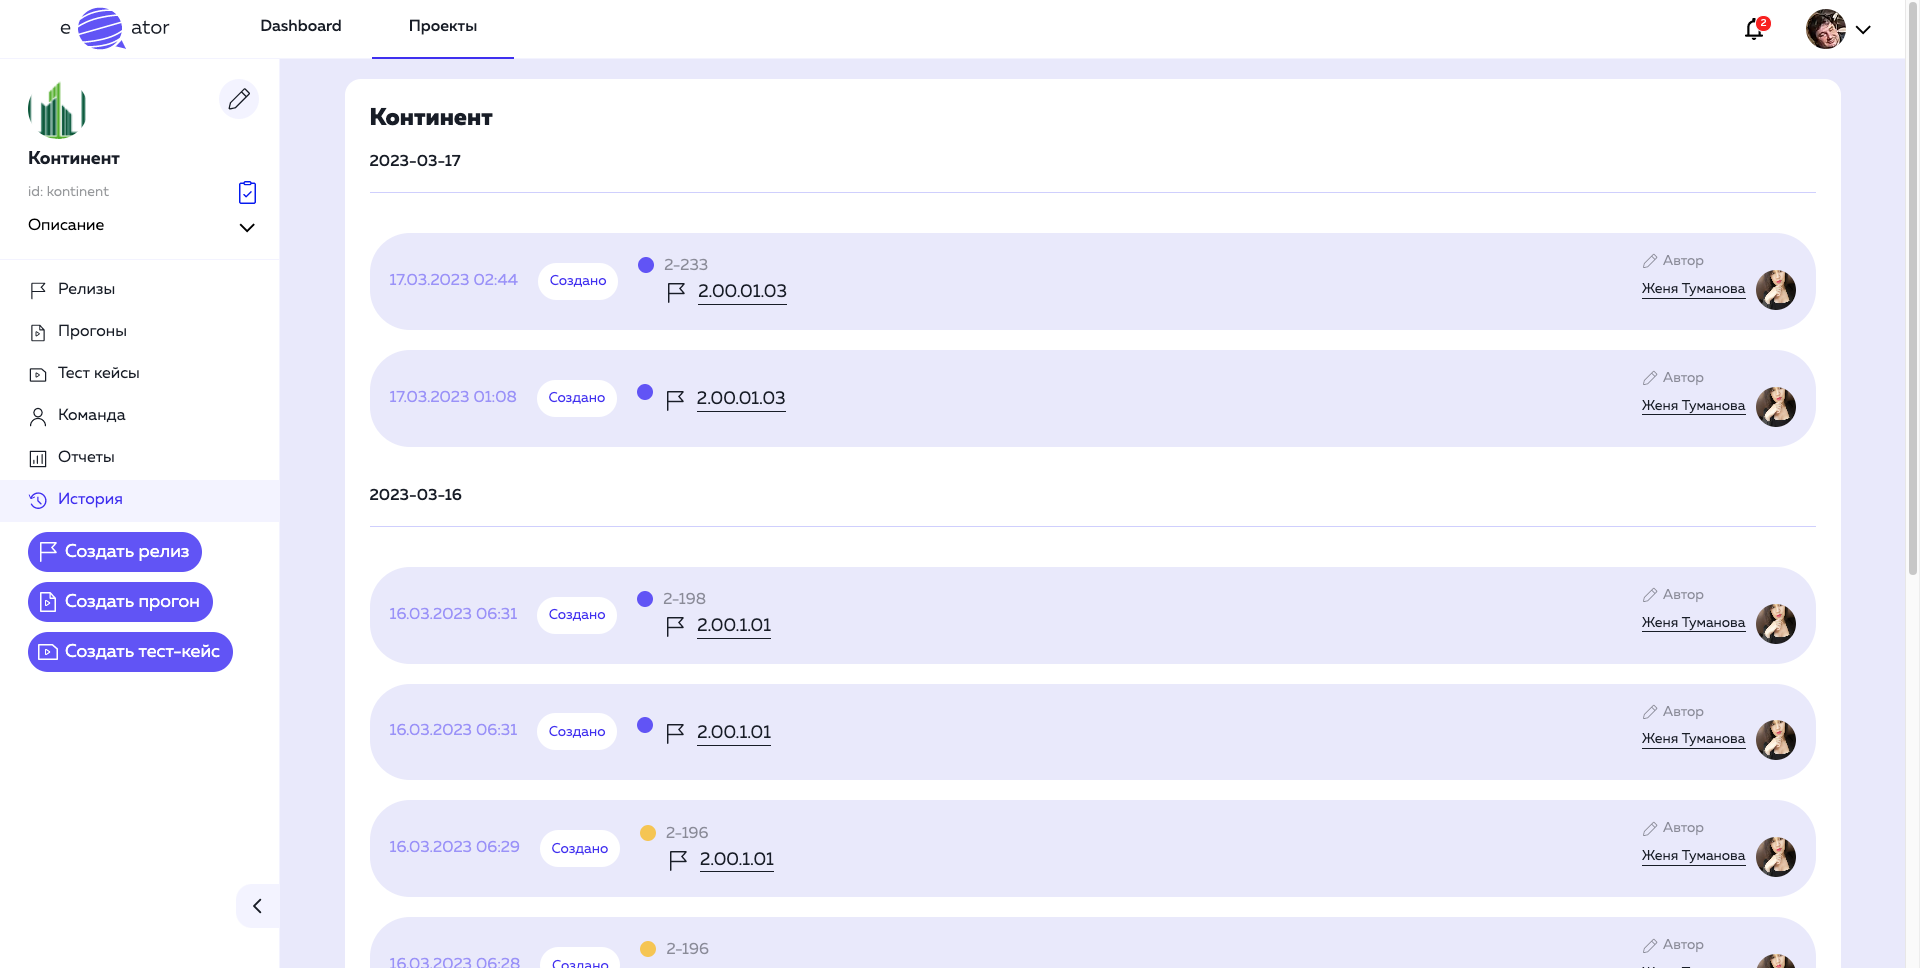 e ator
Dashboard
Проекты
2
Континент
id: kontinent
Описание
Релизы
Прогоны
Тест кейсы
Команда
Отчеты
История
Создать релиз
Создать прогон
Создать тест-кейс
Континент
2023-03-17
17.03.2023 02:44
Создано
2-233
2.00.01.03
Автор
Женя Туманова
17.03.2023 01:08
Создано
2.00.01.03
Автор
Женя Туманова
2023-03-16
16.03.2023 06:31
Создано
2-198
2.00.1.01
Автор
Женя Туманова
16.03.2023 06:31
Создано
2.00.1.01
Автор
Женя Туманова
16.03.2023 06:29
Создано
2-196
2.00.1.01
Автор
Женя Туманова
16.03.2023 06:28
Создано
2-196
Автор